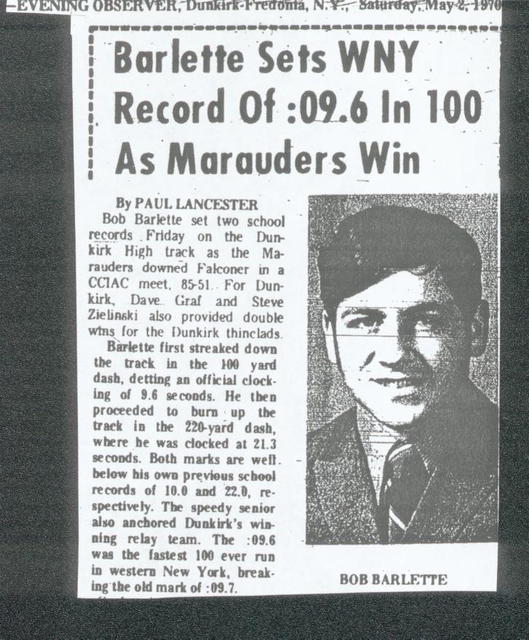 —EVENING OBSERVER, Dunkirk-Fredonia, N.Y., Saturday, May 2, 1970
Barlette Sets WNY
Record Of :09.6 In 100
As Marauders Win
By PAUL LANCESTER
Bob Barlette set two school
records Friday on the Dun-
kirk High track as the Ma-
rauders downed Falconer in a
CCIAC meet, 85-51. For Dun-
kirk, Dave Graf and Steve
Zielinski also provided double
wins for the Dunkirk thinclads.
Barlette first streaked down
the track in the 100 yard
dash, detting an official clock-
ing of 9.6 seconds. He then
proceeded to burn up the
track in the 220-yard dash,
where he was clocked at 21.3
seconds. Both marks are well
below his own previous school
records of 10.0 and 22.0, re-
spectively. The speedy senior
also anchored Dunkirk's win-
ning relay team. The :09.6
was the fastest 100 ever run
in western New York, break-
ing the old mark of :09.7.
BOB BARLETTE